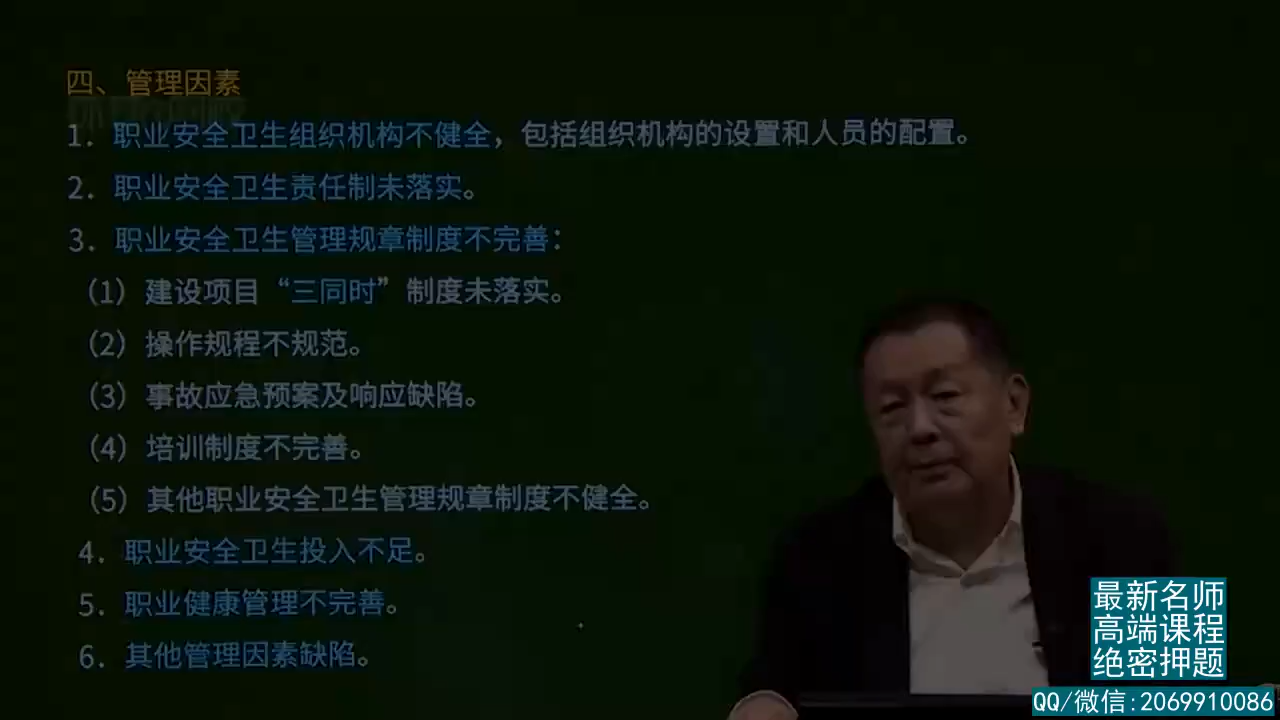 四、管理因素
1. 职业安全卫生组织机构不健全，包括组织机构的设置和人员的配置。
2. 职业安全卫生责任制未落实。
3. 职业安全卫生管理规章制度不完善：
（1）建设项目“三同时”制度未落实。
（2）操作规程不规范。
（3）事故应急预案及响应缺陷。
（4）培训制度不完善。
（5）其他职业安全卫生管理规章制度不健全。
4. 职业安全卫生投入不足。
5. 职业健康管理不完善。
6. 其他管理因素缺陷。
最新名师
高端课程
绝密押题
QQ/微信:2069910086